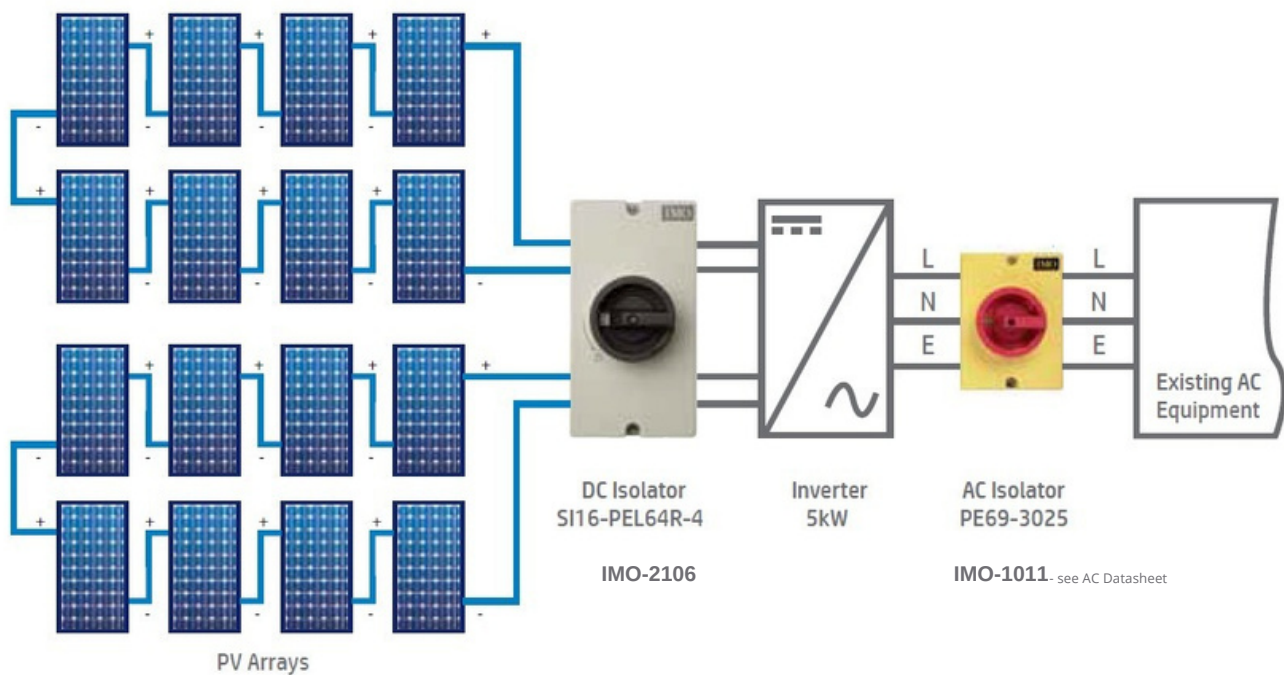 + + + +
- - - -
+ + + +
- - - -
+ + + +
- - - -
+ + + +
- - - -
IMO
IMO
L
N
E
L
N
E
Existing AC
Equipment
DC Isolator
SI16-PEL64R-4
IMO-2106
Inverter
5kW
AC Isolator
PE69-3025
IMO-1011 - see AC Datasheet
PV Arrays